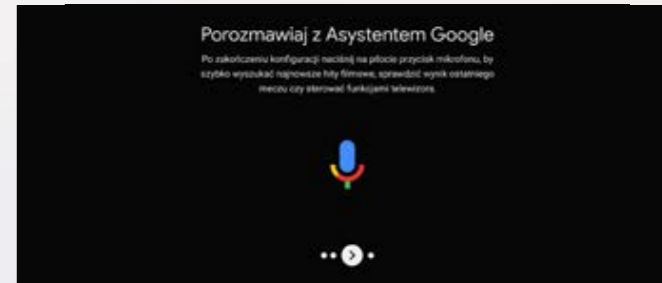 Porozmawiaj z Asystentem Google
Po zakończeniu konfiguracji naciśnij na pilocie przycisk mikrofonu, by
szybko wyszukać najnowsze hity filmowe, sprawdzić wynik ostatniego
meczu czy sterować funkcjami telewizora.